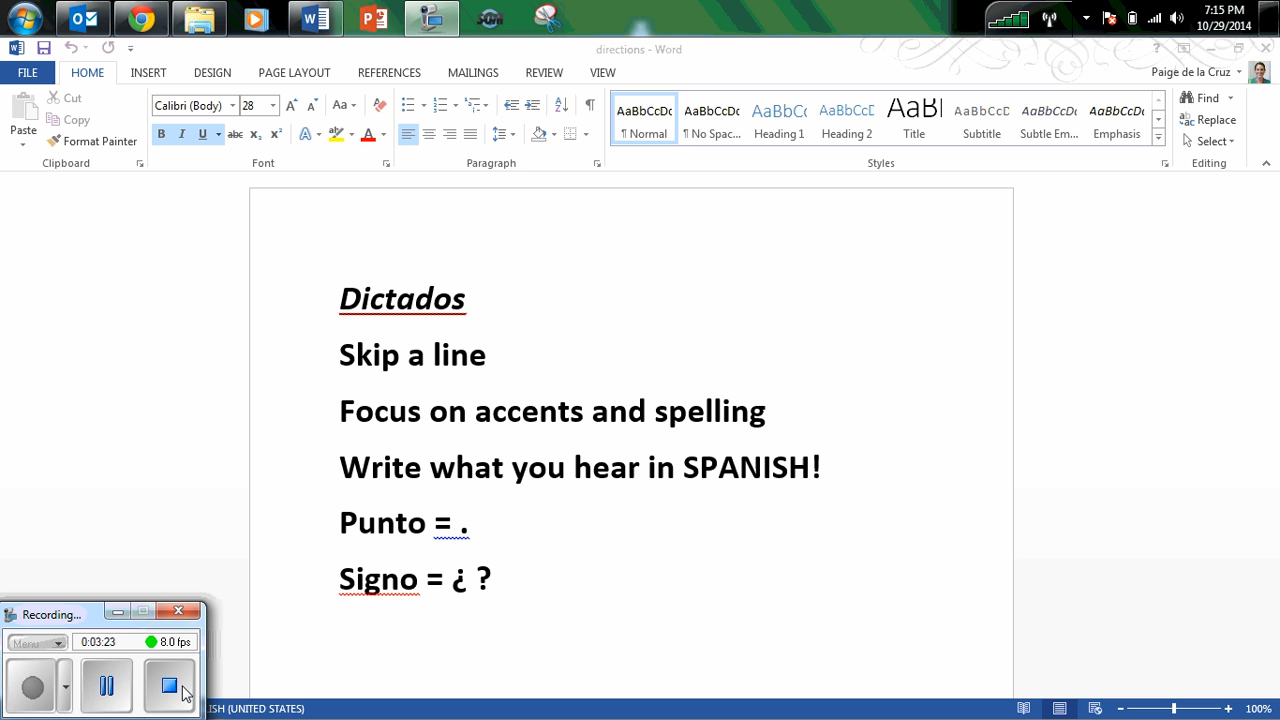 7:15 PM
10/29/2014
directions - Word
FILE HOME INSERT DESIGN PAGE LAYOUT REFERENCES MAILINGS REVIEW VIEW Paige de la Cruz
Paste
Cut
Copy
Format Painter
Clipboard
Calibri (Body) 28
Font
Paragraph
AaBbCcDc AaBbCcDc AaBbCc AaBbCcE AaBl AaBbCcD AaBbCcDc AaBbCcDc
¶ Normal ¶ No Spac... Heading 1 Heading 2 Title Subtitle Subtle Em... Emphasis
Styles
Find
Replace
Select
Editing
Dictados
Skip a line
Focus on accents and spelling
Write what you hear in SPANISH!
Punto = .
Signo = ¿ ?
Recording...
Menu 0:03:23 8.0 fps
ISH (UNITED STATES) 100%